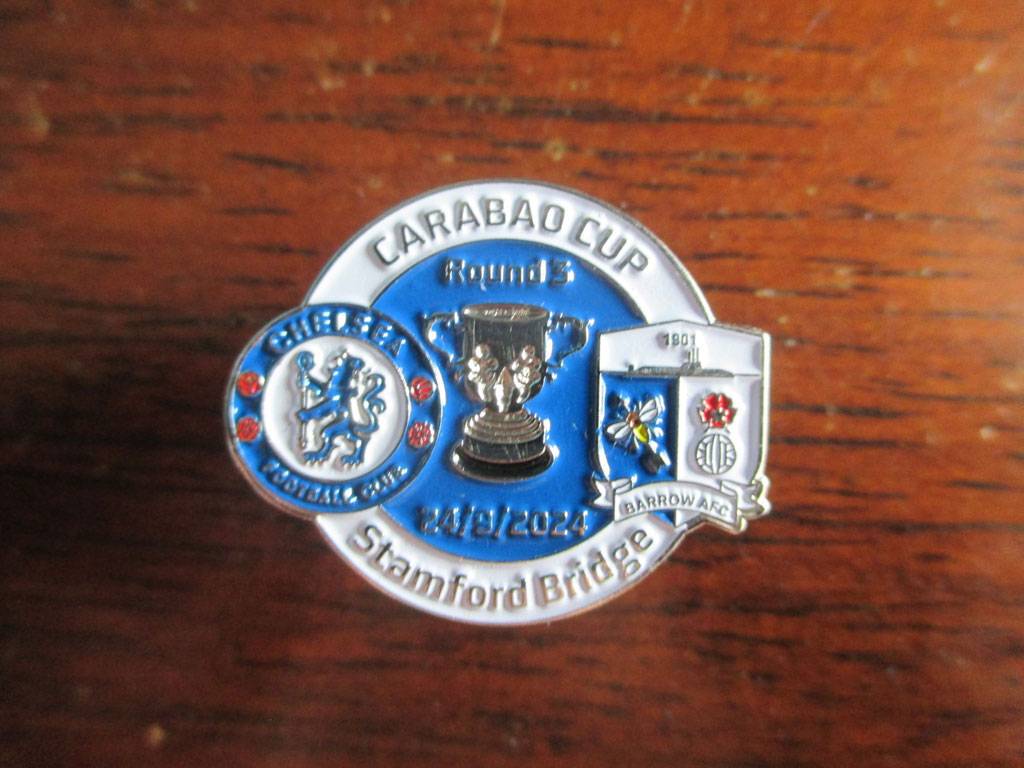 CARABAO CUP
Round 3
CHELSEA
FOOTBALL CLUB
1901
BARROW AFC
24/9/2024
Stamford Bridge